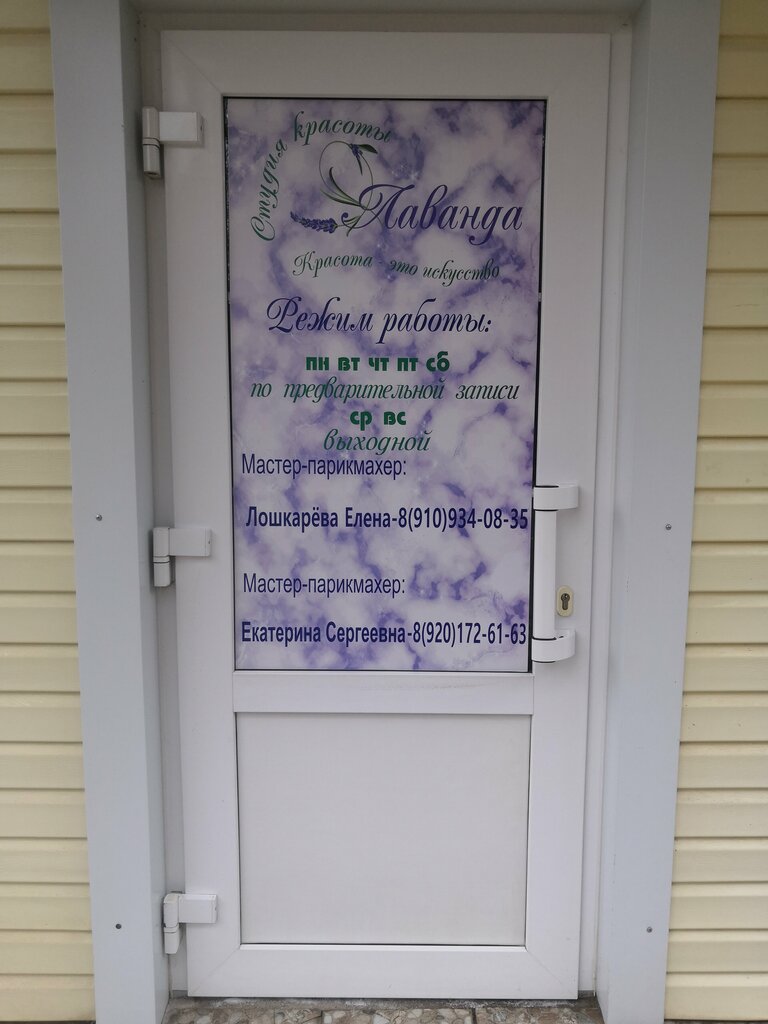 Студия красоты
Лаванда
Красота - это искусство
Режим работы:
пн вт чт пт сб
по предварительной записи
ср вс
выходной
Мастер-парикмахер:
Лошкарёва Елена-8(910)934-08-35
Мастер-парикмахер:
Екатерина Сергеевна-8(920)172-61-63